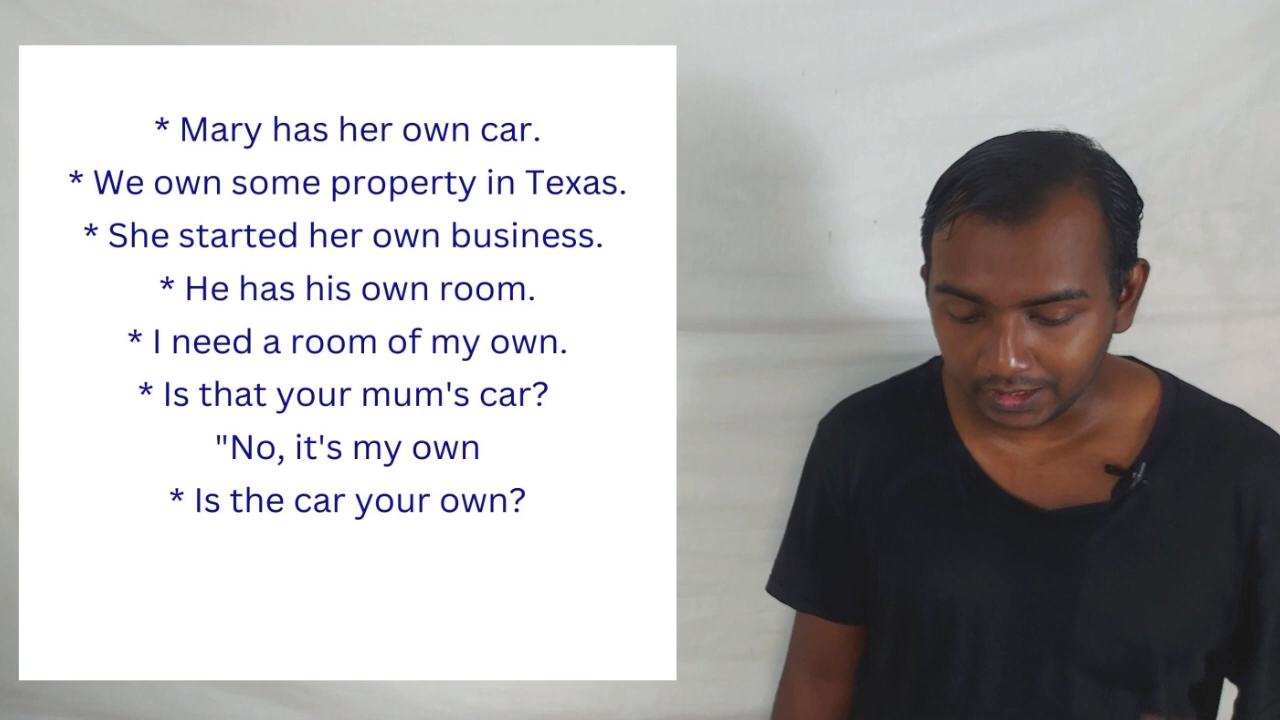 * Mary has her own car.
* We own some property in Texas.
* She started her own business.
* He has his own room.
* I need a room of my own.
* Is that your mum's car?
"No, it's my own
* Is the car your own?